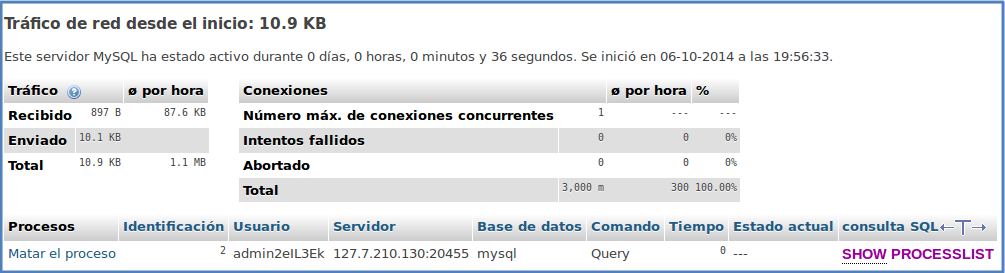 Tráfico de red desde el inicio: 10.9 KB
Este servidor MySQL ha estado activo durante 0 días, 0 horas, 0 minutos y 36 segundos. Se inició en 06-10-2014 a las 19:56:33.
Tráfico ø por hora
Recibido 897 B 87.6 KB
Enviado 10.1 KB
Total 10.9 KB 1.1 MB
Conexiones ø por hora %
Número máx. de conexiones concurrentes 1 --- ---
Intentos fallidos 0 0 0%
Abortado 0 0 0%
Total 3,000 m 300 100.00%
Procesos Identificación Usuario Servidor Base de datos Comando Tiempo Estado actual consulta SQL
Matar el proceso 2 admin2eIL3Ek 127.7.210.130:20455 mysql Query 0 --- SHOW PROCESSLIST